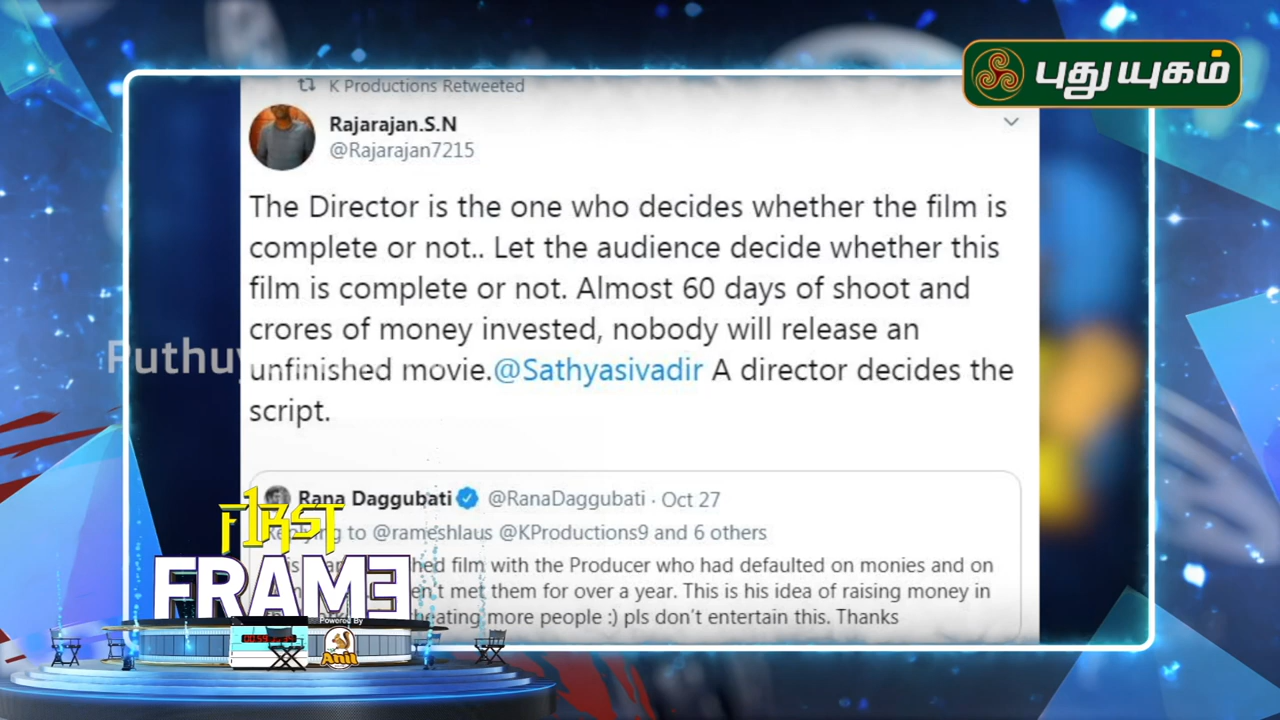 புதுயுகம்
K Productions Retweeted
Rajarajan.S.N
@Rajarajan7215
The Director is the one who decides whether the film is
complete or not.. Let the audience decide whether this
film is complete or not. Almost 60 days of shoot and
crores of money invested, nobody will release an
unfinished movie.@Sathyasivadir A director decides the
script.
Rana Daggubati @RanaDaggubati · Oct 27
to @rameshlaus @KProductions9 and 6 others
film with the Producer who had defaulted on monies and on
met them for over a year. This is his idea of raising money in
more people :) pls don't entertain this. Thanks
F1RST
FRAME
Powered By
Anil